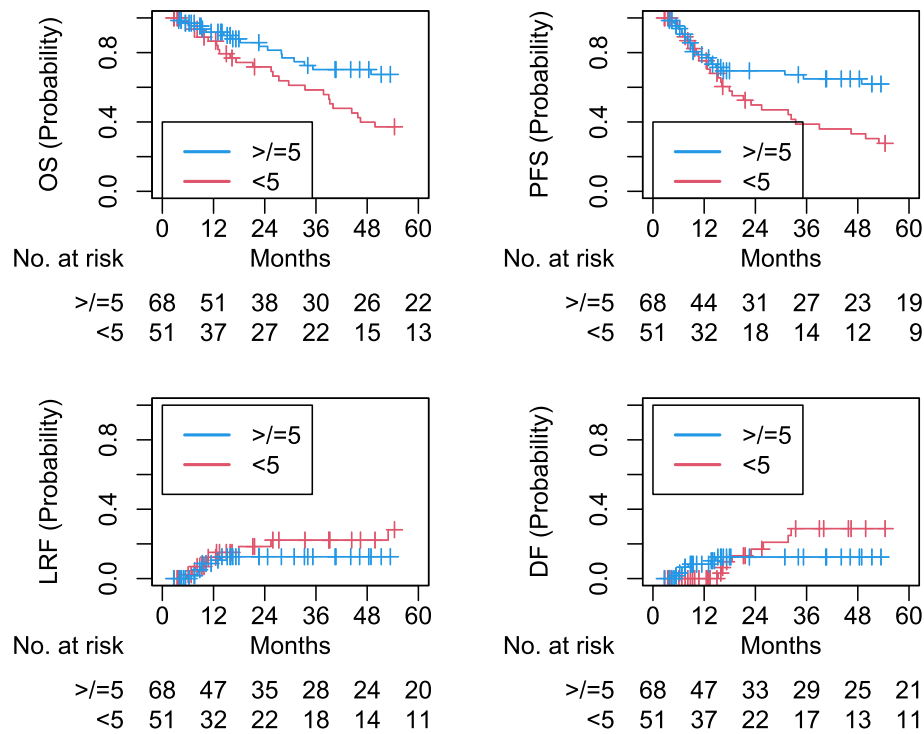 OS (Probability)
0.0 0.4 0.8
>/=5
<5
0 12 24 36 48 60
No. at risk Months
>/=5 68 51 38 30 26 22
<5 51 37 27 22 15 13
PFS (Probability)
0.0 0.4 0.8
>/=5
<5
0 12 24 36 48 60
No. at risk Months
>/=5 68 44 31 27 23 19
<5 51 32 18 14 12 9
LRF (Probability)
0.0 0.4 0.8
>/=5
<5
0 12 24 36 48 60
No. at risk Months
>/=5 68 47 35 28 24 20
<5 51 32 22 18 14 11
DF (Probability)
0.0 0.4 0.8
>/=5
<5
0 12 24 36 48 60
No. at risk Months
>/=5 68 47 33 29 25 21
<5 51 37 22 17 13 11